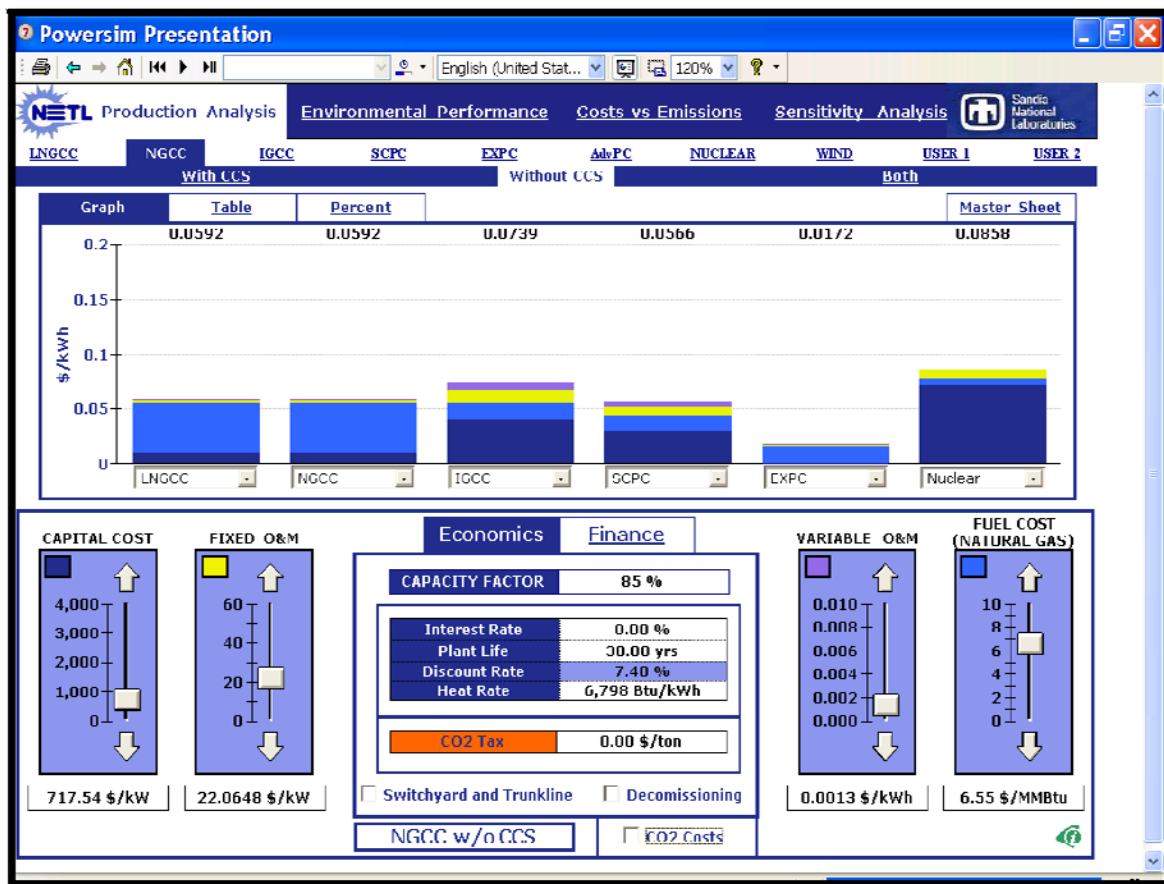 Powersim Presentation
English (United Stat... 120%
NETL Production Analysis Environmental Performance Costs vs Emissions Sensitivity Analysis Sandia National Laboratories
LNGCC NGCC IGCC SCPC EXPC AdvPC NUCLEAR WIND USER 1 USER 2
With CCS Without CCS Both
Graph Table Percent Master Sheet
0.0592 0.0592 0.0739 0.0566 0.0172 0.0858
0.2
0.15
0.1
0.05
0
$/kWh
LNGCC NGCC IGCC SCPC EXPC Nuclear
CAPITAL COST
4,000
3,000
2,000
1,000
0
717.54 $/kW
FIXED O&M
60
40
20
0
22.0648 $/kW
Economics Finance
CAPACITY FACTOR 85 %
Interest Rate 0.00 %
Plant Life 30.00 yrs
Discount Rate 7.40 %
Heat Rate 6,798 Btu/kWh
CO2 Tax 0.00 $/ton
Switchyard and Trunkline Decomissioning
NGCC w/o CCS CO2 Costs
VARIABLE O&M
0.010
0.008
0.006
0.004
0.002
0.000
0.0013 $/kWh
FUEL COST
(NATURAL GAS)
10
8
6
4
2
0
6.55 $/MMBtu